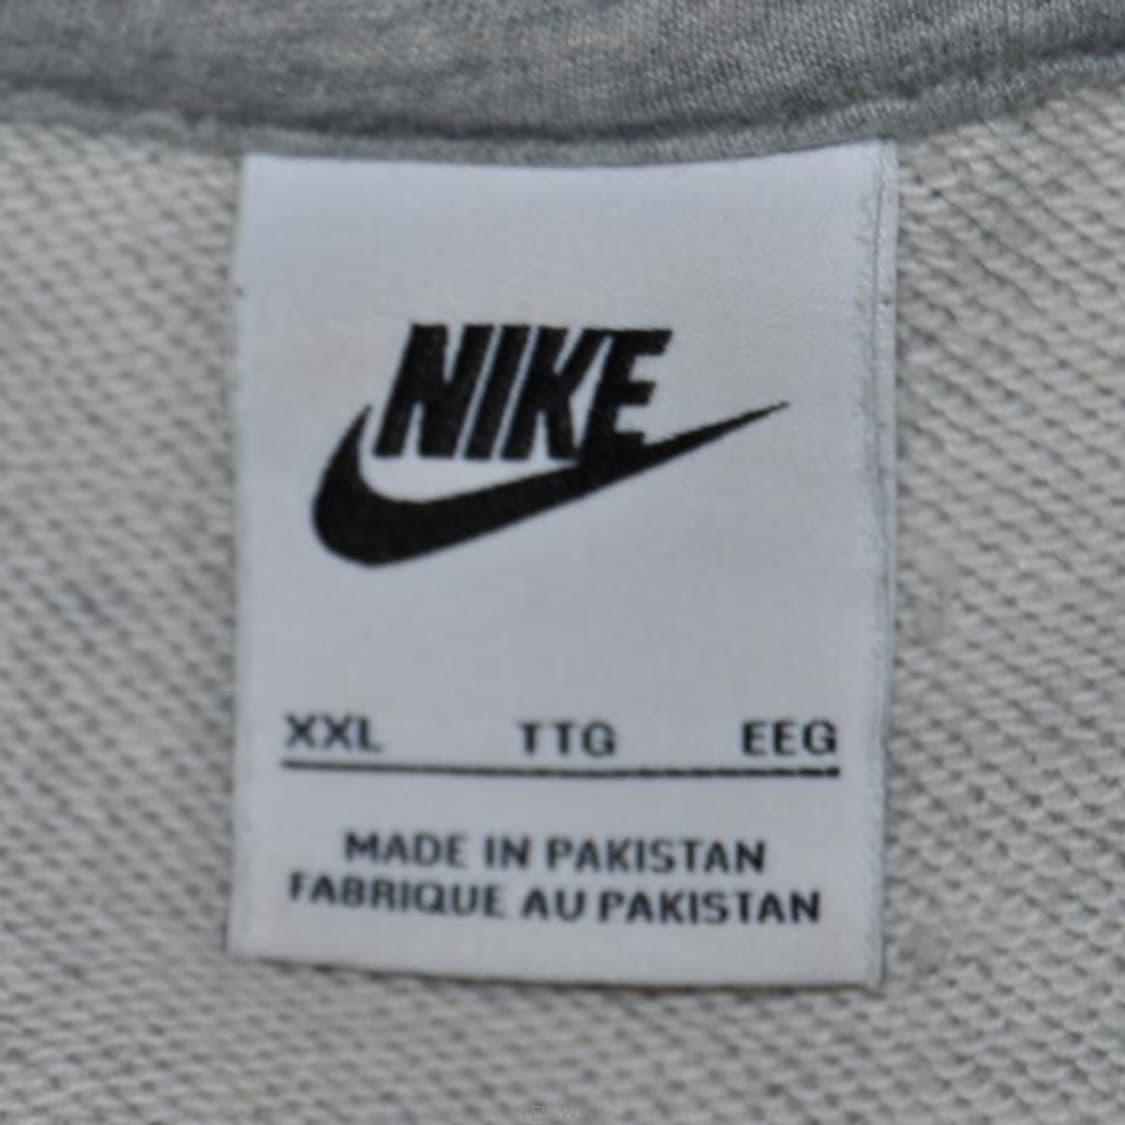 NIKE
XXL TTG EEG
MADE IN PAKISTAN
FABRIQUE AU PAKISTAN